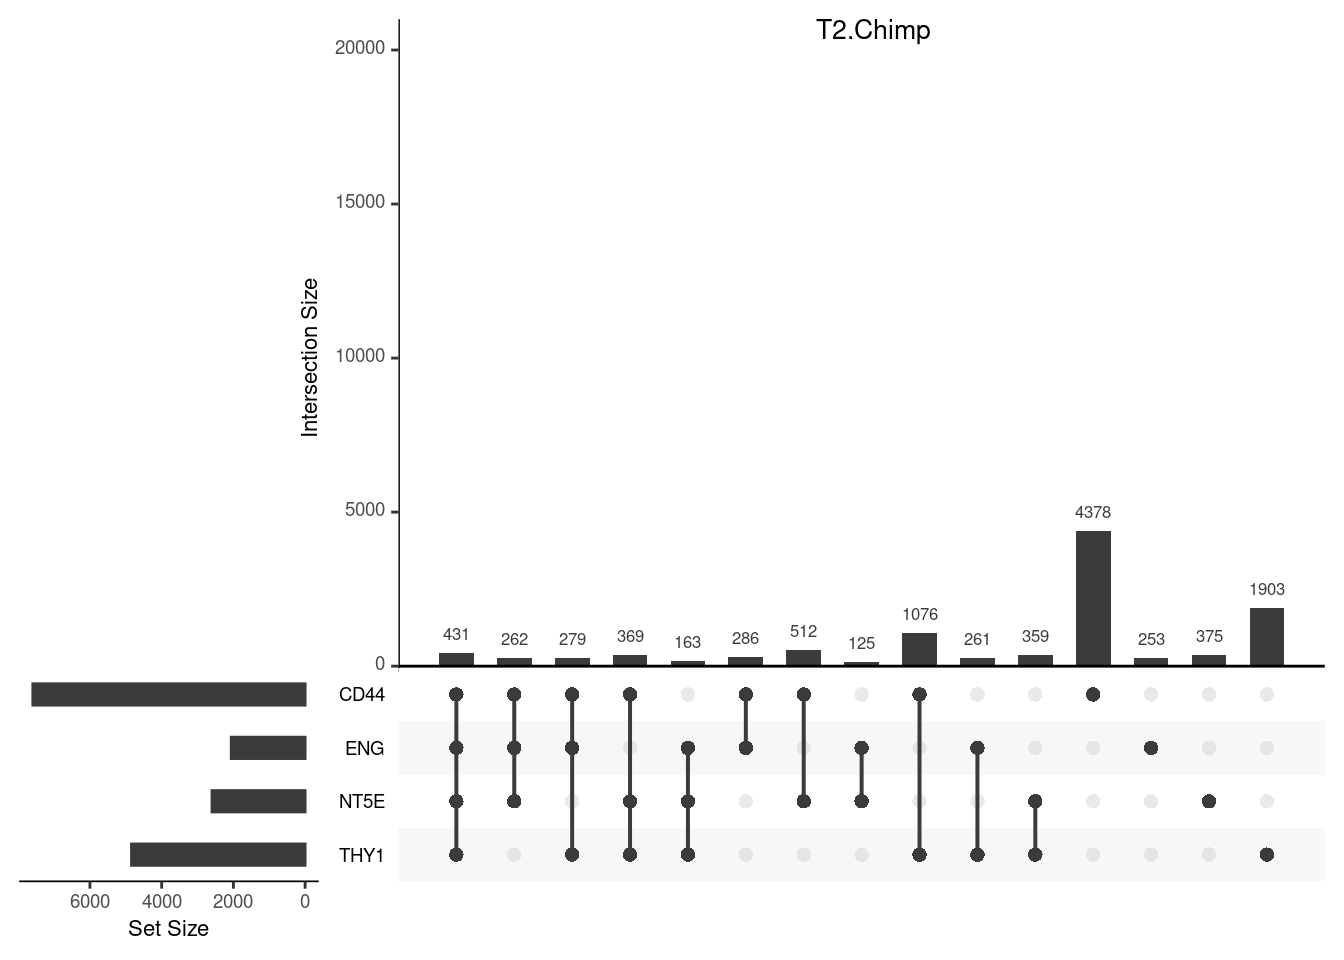 T2.Chimp
20000
15000
10000
5000
0
Intersection Size
431 262 279 369 163 286 512 125 1076 261 359 4378 253 375 1903
CD44
ENG
NT5E
THY1
6000 4000 2000 0
Set Size